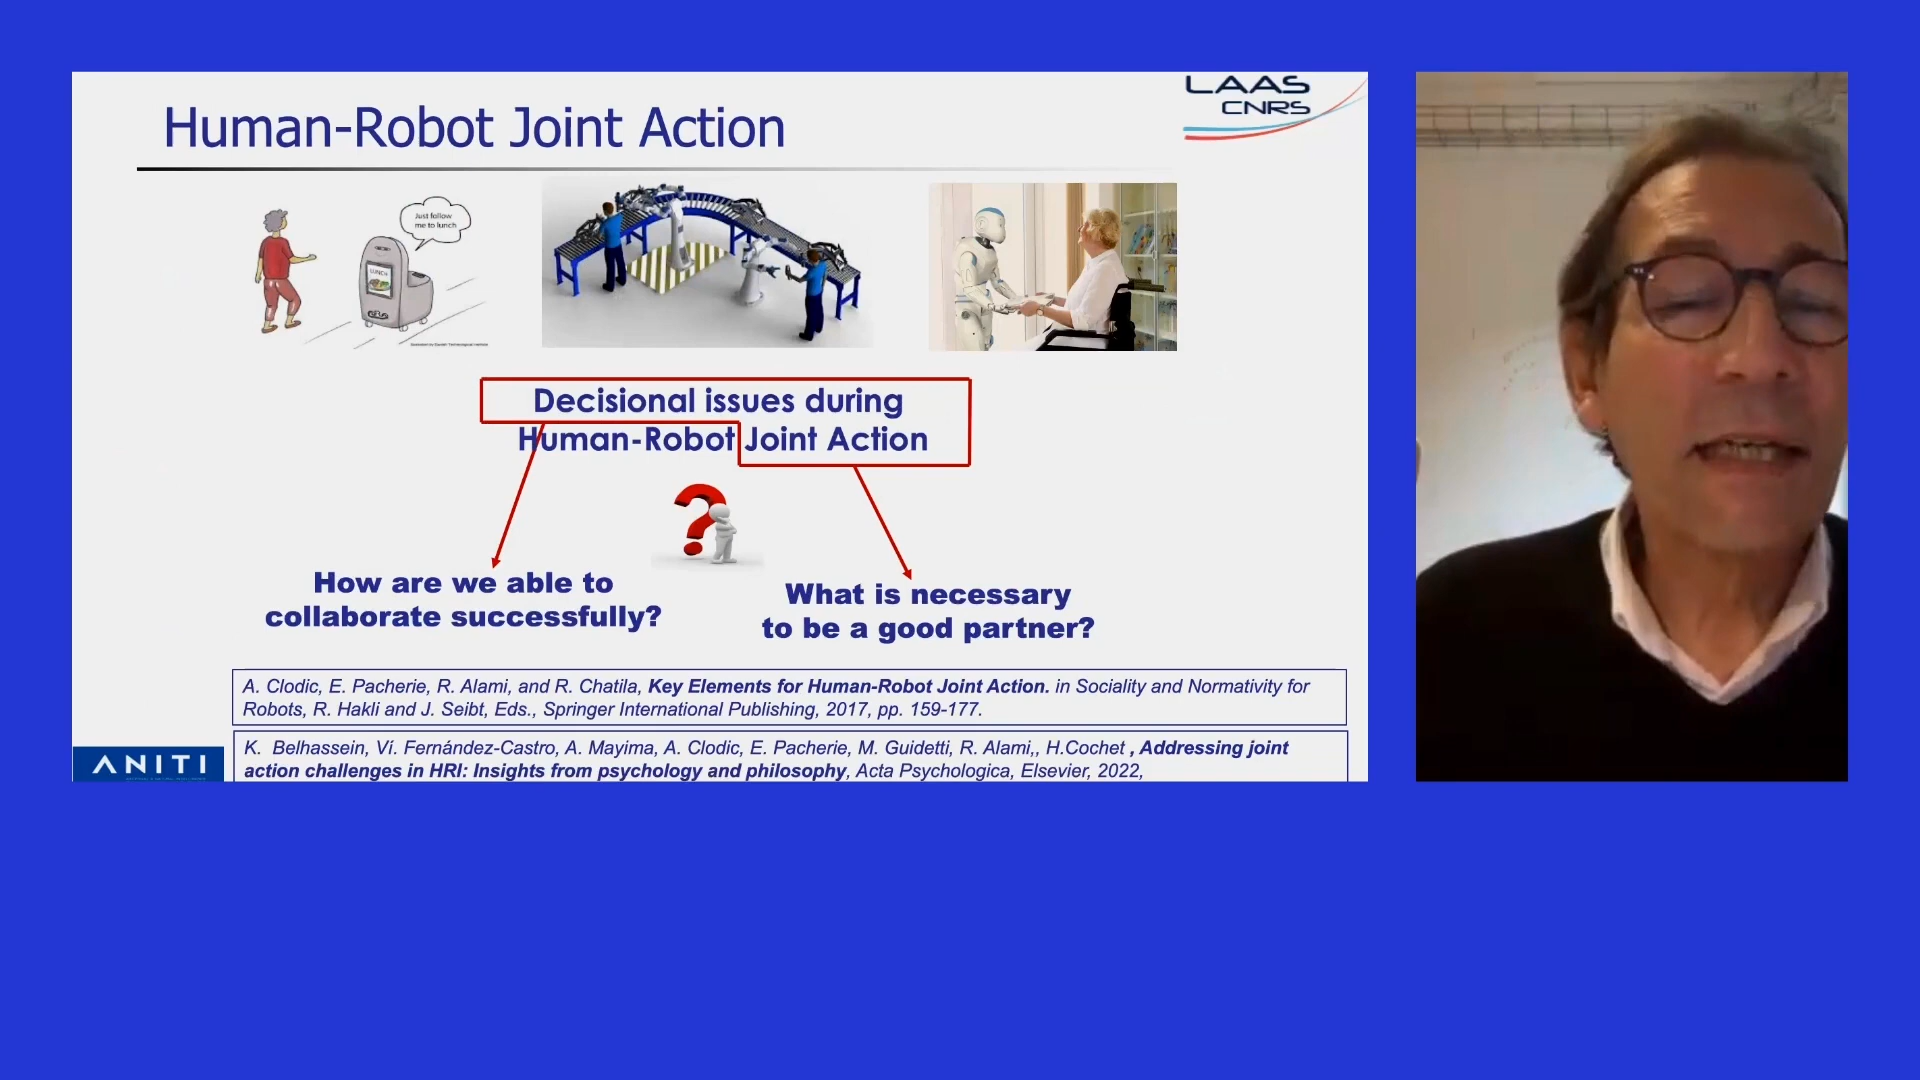 Human-Robot Joint Action
LAAS
CNRS
Just follow
me to lunch
LUNCH
Decisional issues during
Human-Robot Joint Action
?
How are we able to
collaborate successfully?
What is necessary
to be a good partner?
A. Clodic, E. Pacherie, R. Alami, and R. Chatila, Key Elements for Human-Robot Joint Action. in Sociality and Normativity for
Robots, R. Hakli and J. Seibt, Eds., Springer International Publishing, 2017, pp. 159-177.
K. Belhassein, Ví. Fernández-Castro, A. Mayima, A. Clodic, E. Pacherie, M. Guidetti, R. Alami,, H.Cochet , Addressing joint
action challenges in HRI: Insights from psychology and philosophy, Acta Psychologica, Elsevier, 2022,
ANITI